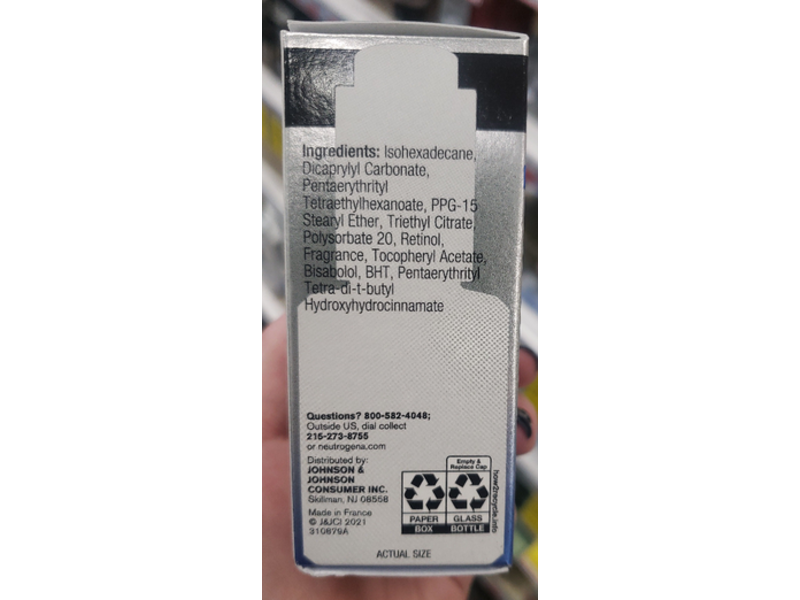 Ingredients: Isohexadecane,
Dicaprylyl Carbonate,
Pentaerythrityl
Tetraethylhexanoate, PPG-15
Stearyl Ether, Triethyl Citrate,
Polysorbate 20, Retinol,
Fragrance, Tocopheryl Acetate,
Bisabolol, BHT, Pentaerythrityl
Tetra-di-t-butyl
Hydroxyhydrocinnamate
Questions? 800-582-4048;
Outside US, dial collect
215-273-8755
or neutrogena.com
Distributed by:
JOHNSON &
JOHNSON
CONSUMER INC.
Skillman, NJ 08558
Made in France
© J&JCI 2021
310879A
Empty &
Replace Cap
PAPER
BOX
GLASS
BOTTLE
how2recycle.info
ACTUAL SIZE